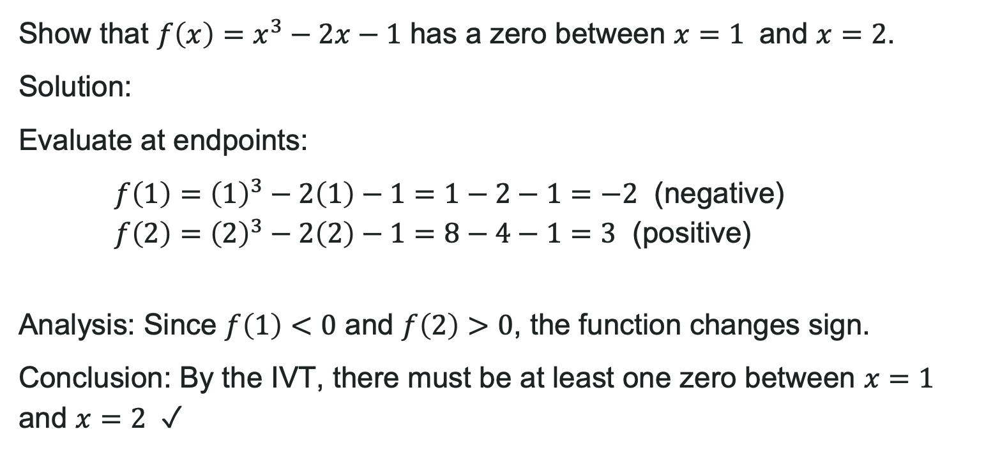 Show that f(x) = x³ − 2x − 1 has a zero between x = 1 and x = 2.
Solution:
Evaluate at endpoints:
f(1) = (1)³ − 2(1) − 1 = 1 − 2 − 1 = −2 (negative)
f(2) = (2)³ − 2(2) − 1 = 8 − 4 − 1 = 3 (positive)
Analysis: Since f(1) < 0 and f(2) > 0, the function changes sign.
Conclusion: By the IVT, there must be at least one zero between x = 1
and x = 2 ✓